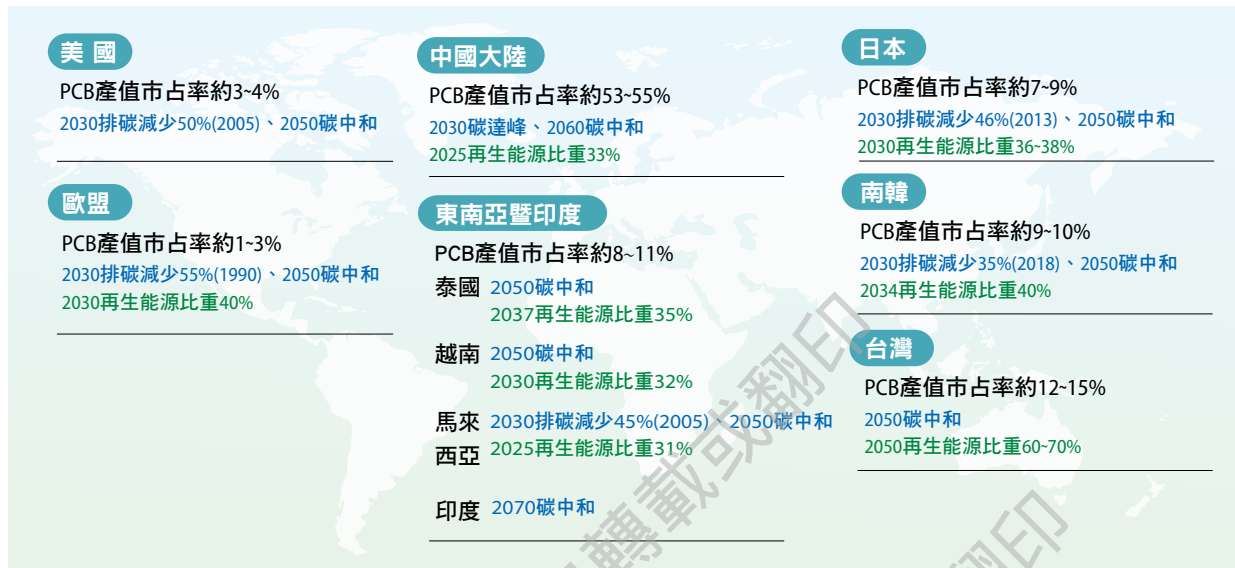 美 國
PCB產值市占率約3~4%
2030排碳減少50%(2005)、2050碳中和
歐盟
PCB產值市占率約1~3%
2030排碳減少55%(1990)、2050碳中和
2030再生能源比重40%
中國大陸
PCB產值市占率約53~55%
2030碳達峰、2060碳中和
2025再生能源比重33%
東南亞暨印度
PCB產值市占率約8~11%
泰國 2050碳中和
2037再生能源比重35%
越南 2050碳中和
2030再生能源比重32%
馬來 2030排碳減少45%(2005)、2050碳中和
西亞 2025再生能源比重31%
印度 2070碳中和
日本
PCB產值市占率約7~9%
2030排碳減少46%(2013)、2050碳中和
2030再生能源比重36~38%
南韓
PCB產值市占率約9~10%
2030排碳減少35%(2018)、2050碳中和
2034再生能源比重40%
台灣
PCB產值市占率約12~15%
2050碳中和
2050再生能源比重60~70%
轉載或翻印
翻印